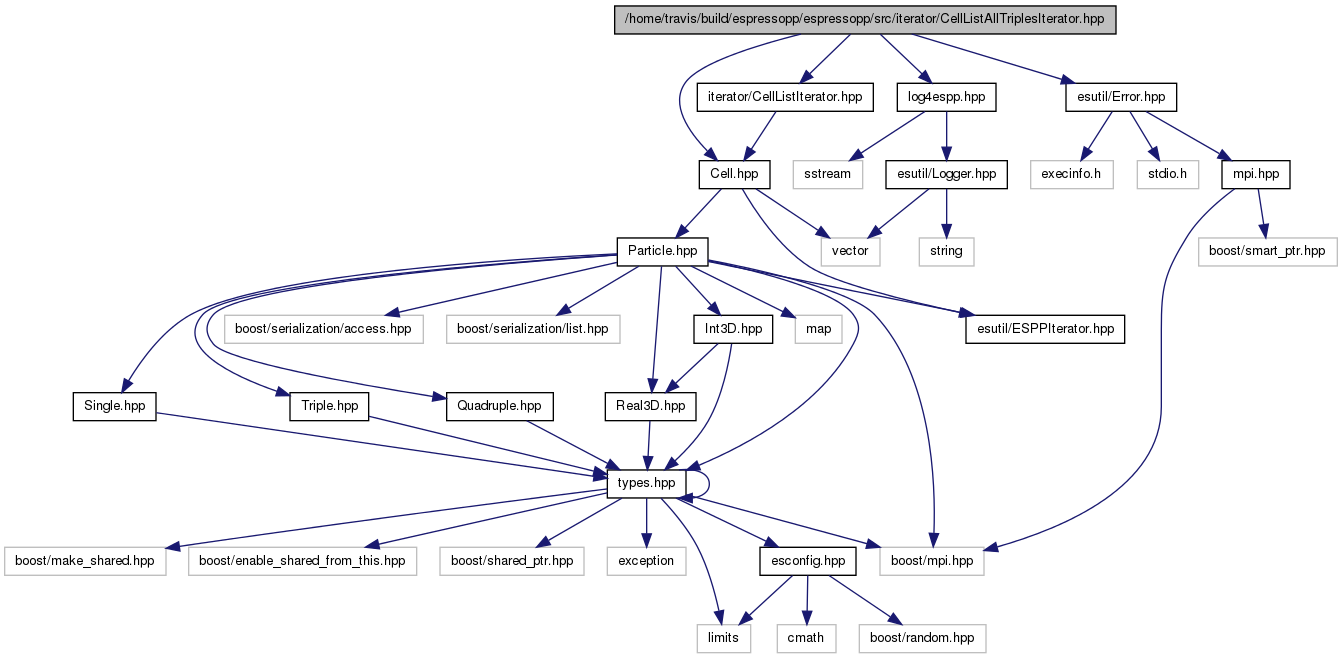 /home/travis/build/espressopp/espressopp/src/iterator/CellListAllTriplesIterator.hpp
iterator/CellListIterator.hpp
log4espp.hpp
esutil/Error.hpp
Cell.hpp
sstream
esutil/Logger.hpp
execinfo.h
stdio.h
mpi.hpp
Particle.hpp
vector
string
boost/smart_ptr.hpp
boost/serialization/access.hpp
boost/serialization/list.hpp
Int3D.hpp
map
esutil/ESPPIterator.hpp
Single.hpp
Triple.hpp
Quadruple.hpp
Real3D.hpp
types.hpp
boost/make_shared.hpp
boost/enable_shared_from_this.hpp
boost/shared_ptr.hpp
exception
esconfig.hpp
boost/mpi.hpp
limits
cmath
boost/random.hpp